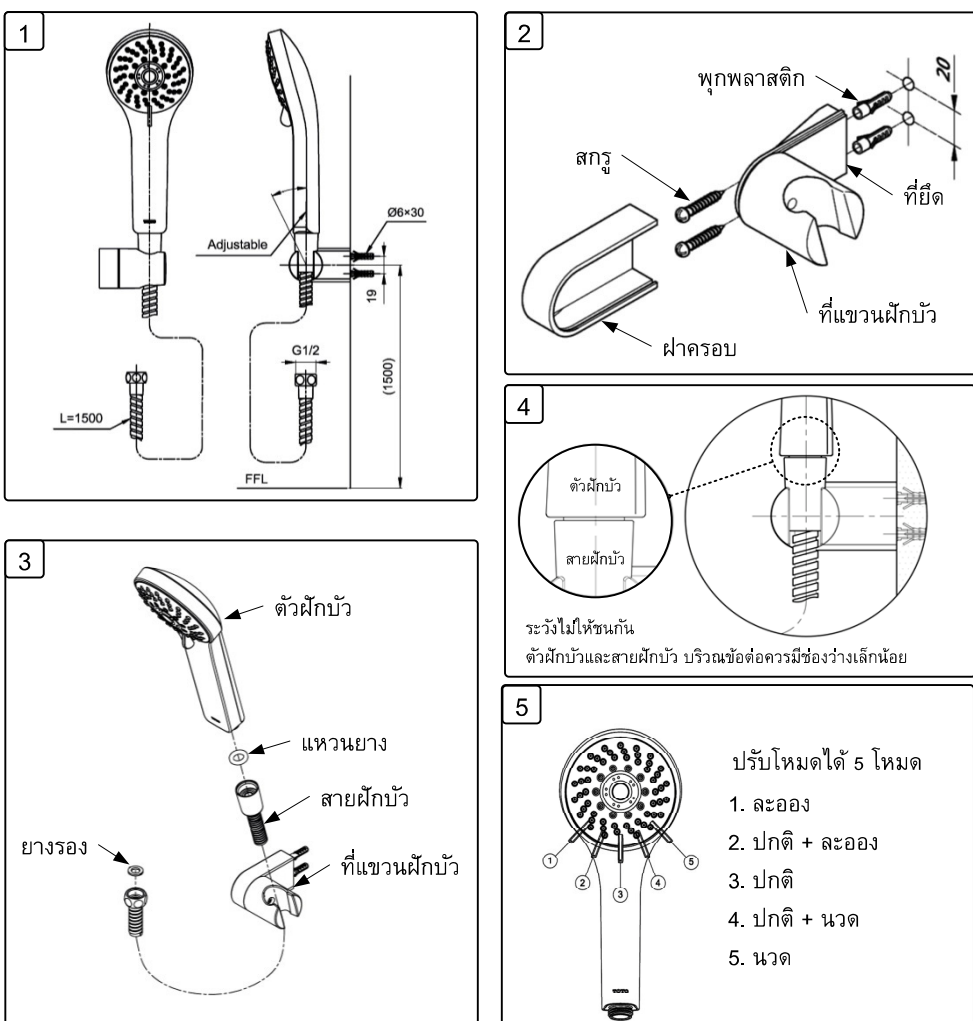 1
Adjustable
Ø6×30
19
G1/2
(1500)
L=1500
FFL
2
พุกพลาสติก
20
สกรู
ที่ยึด
ที่แขวนฝักบัว
ฝาครอบ
3
ตัวฝักบัว
แหวนยาง
สายฝักบัว
ยางรอง
ที่แขวนฝักบัว
4
ตัวฝักบัว
สายฝักบัว
ระวังไม่ให้ชนกัน
ตัวฝักบัวและสายฝักบัว บริวณข้อต่อควรมีช่องว่างเล็กน้อย
5
ปรับโหมดได้ 5 โหมด
1. ละออง
2. ปกติ + ละออง
3. ปกติ
4. ปกติ + นวด
5. นวด
1
2
3
4
5
TOTO